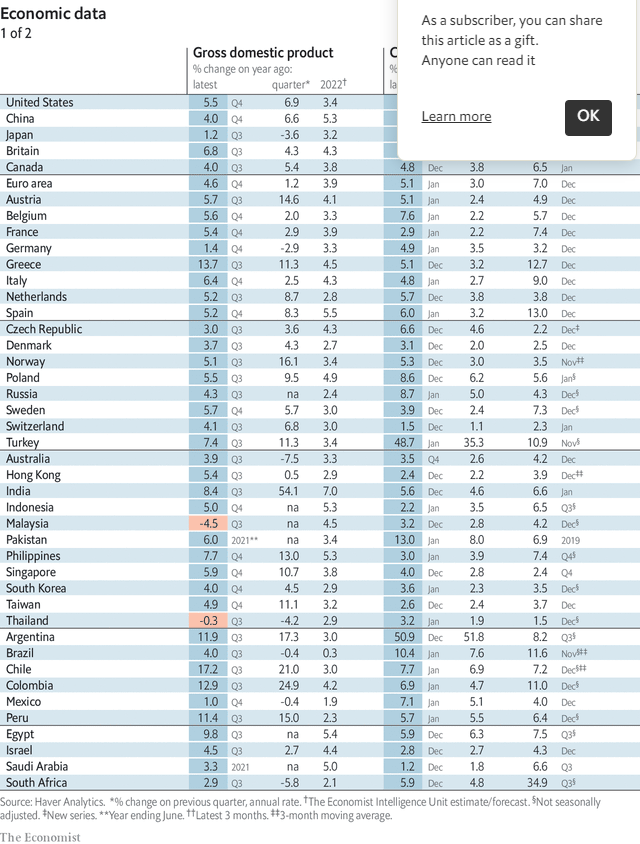 Economic data
1 of 2
As a subscriber, you can share
this article as a gift.
Anyone can read it
Learn more
OK
Gross domestic product
% change on year ago:
latest quarter* 2022†
United States 5.5 Q4 6.9 3.4
China 4.0 Q4 6.6 5.3
Japan 1.2 Q3 -3.6 3.2
Britain 6.8 Q3 4.3 4.3
Canada 4.0 Q3 5.4 3.8 4.8 Dec 3.8 6.5 Jan
Euro area 4.6 Q4 1.2 3.9 5.1 Jan 3.0 7.0 Dec
Austria 5.7 Q3 14.6 4.1 5.1 Jan 2.4 4.9 Dec
Belgium 5.6 Q4 2.0 3.3 7.6 Jan 2.2 5.7 Dec
France 5.4 Q4 2.9 3.9 2.9 Jan 2.2 7.4 Dec
Germany 1.4 Q4 -2.9 3.3 4.9 Jan 3.5 3.2 Dec
Greece 13.7 Q3 11.3 4.5 5.1 Dec 3.2 12.7 Dec
Italy 6.4 Q4 2.5 4.3 4.8 Jan 2.7 9.0 Dec
Netherlands 5.2 Q3 8.7 2.8 5.7 Dec 3.8 3.8 Dec
Spain 5.2 Q4 8.3 5.5 6.0 Jan 3.2 13.0 Dec
Czech Republic 3.0 Q3 3.6 4.3 6.6 Dec 4.6 2.2 Dec‡
Denmark 3.7 Q3 4.3 2.7 3.1 Dec 2.0 2.5 Dec
Norway 5.1 Q3 16.1 3.4 5.3 Dec 3.0 3.5 Nov‡‡
Poland 5.5 Q3 9.5 4.9 8.6 Dec 6.2 5.6 Jan§
Russia 4.3 Q3 na 2.4 8.7 Jan 5.0 4.3 Dec§
Sweden 5.7 Q4 5.7 3.0 3.9 Dec 2.4 7.3 Dec§
Switzerland 4.1 Q3 6.8 3.0 1.5 Dec 1.1 2.3 Jan
Turkey 7.4 Q3 11.3 3.4 48.7 Jan 35.3 10.9 Nov§
Australia 3.9 Q3 -7.5 3.3 3.5 Q4 2.6 4.2 Dec
Hong Kong 5.4 Q3 0.5 2.9 2.4 Dec 2.2 3.9 Dec‡‡
India 8.4 Q3 54.1 7.0 5.6 Dec 4.6 6.6 Jan
Indonesia 5.0 Q4 na 5.3 2.2 Jan 3.5 6.5 Q3§
Malaysia -4.5 Q3 na 4.5 3.2 Dec 2.8 4.2 Dec§
Pakistan 6.0 2021** na 3.4 13.0 Jan 8.0 6.9 2019
Philippines 7.7 Q4 13.0 5.3 3.0 Jan 3.9 7.4 Q4§
Singapore 5.9 Q4 10.7 3.8 4.0 Dec 2.8 2.4 Q4
South Korea 4.0 Q4 4.5 2.9 3.6 Jan 2.3 3.5 Dec§
Taiwan 4.9 Q4 11.1 3.2 2.6 Dec 2.4 3.7 Dec
Thailand -0.3 Q3 -4.2 2.9 3.2 Jan 1.9 1.5 Dec§
Argentina 11.9 Q3 17.3 3.0 50.9 Dec 51.8 8.2 Q3§
Brazil 4.0 Q3 -0.4 0.3 10.4 Jan 7.6 11.6 Nov§‡‡
Chile 17.2 Q3 21.0 3.0 7.7 Jan 6.9 7.2 Dec§‡‡
Colombia 12.9 Q3 24.9 4.2 6.9 Jan 4.7 11.0 Dec§
Mexico 1.0 Q4 -0.4 1.9 7.1 Jan 5.1 4.0 Dec
Peru 11.4 Q3 15.0 2.3 5.7 Jan 5.5 6.4 Dec§
Egypt 9.8 Q3 na 5.4 5.9 Dec 6.3 7.5 Q3§
Israel 4.5 Q3 2.7 4.4 2.8 Dec 2.7 4.3 Dec
Saudi Arabia 3.3 2021 na 5.0 1.2 Dec 1.8 6.6 Q3
South Africa 2.9 Q3 -5.8 2.1 5.9 Dec 4.8 34.9 Q3§
Source: Haver Analytics. *% change on previous quarter, annual rate. †The Economist Intelligence Unit estimate/forecast. §Not seasonally
adjusted. ‡New series. **Year ending June. ††Latest 3 months. ‡‡3-month moving average.
The Economist